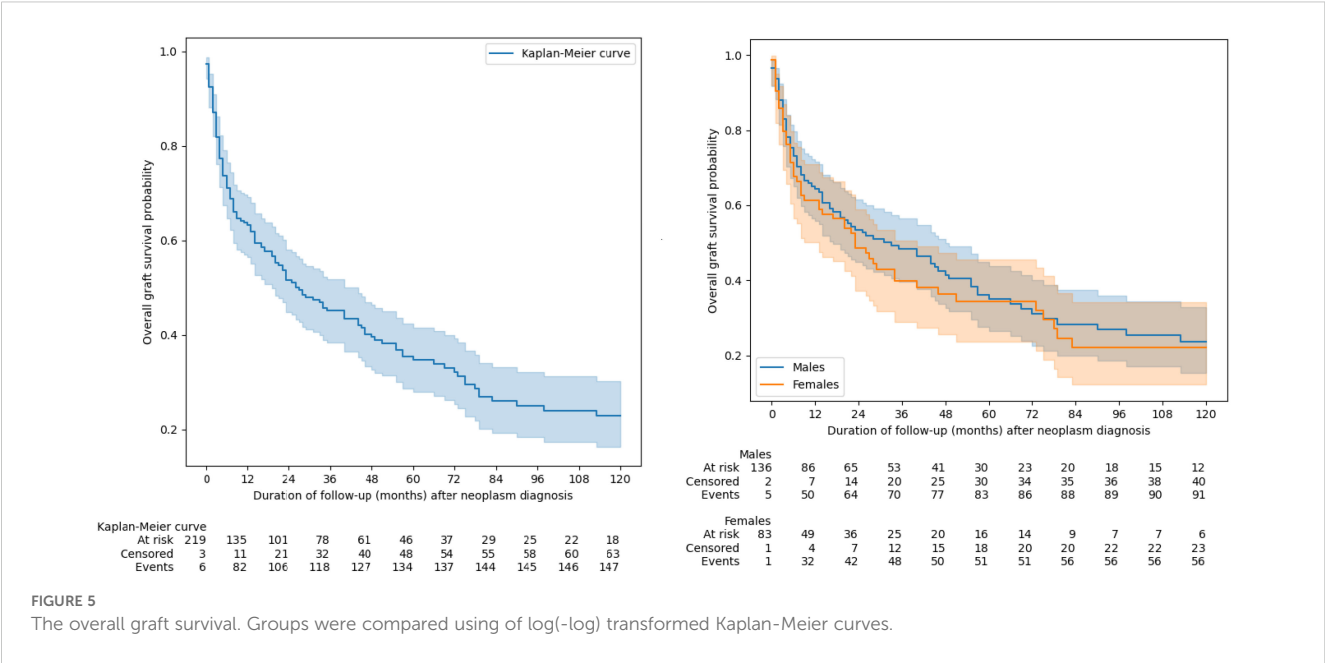 1.0
0.8
0.6
0.4
0.2
Overall graft survival probability
Kaplan-Meier curve
0 12 24 36 48 60 72 84 96 108 120
Duration of follow-up (months) after neoplasm diagnosis
Kaplan-Meier curve
At risk 219 135 101 78 61 46 37 29 25 22 18
Censored 3 11 21 32 40 48 54 55 58 60 63
Events 6 82 106 118 127 134 137 144 145 146 147
1.0
0.8
0.6
0.4
0.2
Overall graft survival probability
Males
Females
0 12 24 36 48 60 72 84 96 108 120
Duration of follow-up (months) after neoplasm diagnosis
Males
At risk 136 86 65 53 41 30 23 20 18 15 12
Censored 2 7 14 20 25 30 34 35 36 38 40
Events 5 50 64 70 77 83 86 88 89 90 91
Females
At risk 83 49 36 25 20 16 14 9 7 7 6
Censored 1 4 7 12 15 18 20 20 22 22 23
Events 1 32 42 48 50 51 51 56 56 56 56
FIGURE 5
The overall graft survival. Groups were compared using of log(-log) transformed Kaplan-Meier curves.